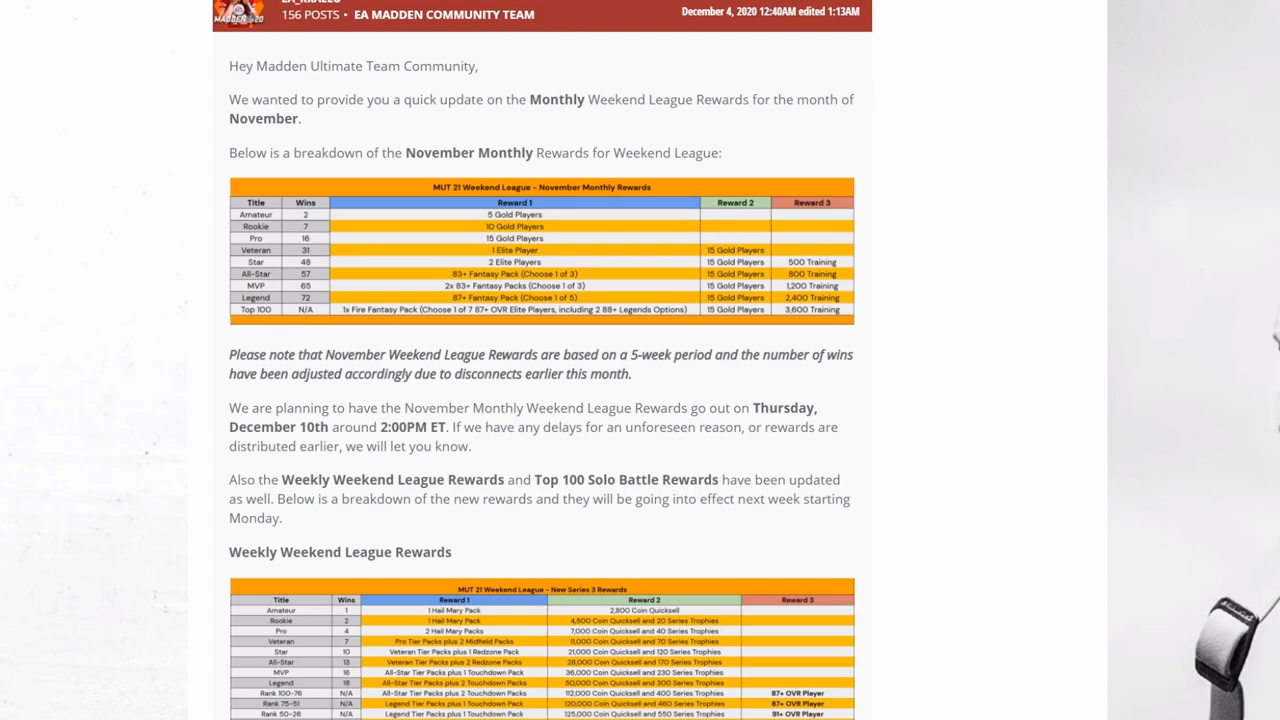 MADDEN 20
156 POSTS • EA MADDEN COMMUNITY TEAM
December 4, 2020 12:40AM edited 1:13AM
Hey Madden Ultimate Team Community,
We wanted to provide you a quick update on the Monthly Weekend League Rewards for the month of
November.
Below is a breakdown of the November Monthly Rewards for Weekend League:
MUT 21 Weekend League - November Monthly Rewards
Title Wins Reward 1 Reward 2 Reward 3
Amateur 2 5 Gold Players
Rookie 7 10 Gold Players
Pro 16 15 Gold Players
Veteran 31 1 Elite Player 15 Gold Players
Star 48 2 Elite Players 15 Gold Players 500 Training
All-Star 57 83+ Fantasy Pack (Choose 1 of 3) 15 Gold Players 800 Training
MVP 65 2x 83+ Fantasy Packs (Choose 1 of 3) 15 Gold Players 1,200 Training
Legend 72 87+ Fantasy Pack (Choose 1 of 5) 15 Gold Players 2,400 Training
Top 100 N/A 1x Fire Fantasy Pack (Choose 1 of 7 87+ OVR Elite Players, including 2 88+ Legends Options) 15 Gold Players 3,600 Training
Please note that November Weekend League Rewards are based on a 5-week period and the number of wins
have been adjusted accordingly due to disconnects earlier this month.
We are planning to have the November Monthly Weekend League Rewards go out on Thursday,
December 10th around 2:00PM ET. If we have any delays for an unforeseen reason, or rewards are
distributed earlier, we will let you know.
Also the Weekly Weekend League Rewards and Top 100 Solo Battle Rewards have been updated
as well. Below is a breakdown of the new rewards and they will be going into effect next week starting
Monday.
Weekly Weekend League Rewards
MUT 21 Weekend League - New Series 3 Rewards
Title Wins Reward 1 Reward 2 Reward 3
Amateur 1 1 Hail Mary Pack 2,800 Coin Quicksell
Rookie 2 1 Hail Mary Pack 4,500 Coin Quicksell and 20 Series Trophies
Pro 4 2 Hail Mary Packs 7,000 Coin Quicksell and 40 Series Trophies
Veteran 7 Pro Tier Packs plus 2 Midfield Packs 11,000 Coin Quicksell and 70 Series Trophies
Star 10 Veteran Tier Packs plus 1 Redzone Pack 21,000 Coin Quicksell and 120 Series Trophies
All-Star 13 Veteran Tier Packs plus 2 Redzone Pack 28,000 Coin Quicksell and 170 Series Trophies
MVP 16 All-Star Tier Packs plus 1 Touchdown Pack 36,000 Coin Quicksell and 230 Series Trophies
Legend 18 All-Star Tier Packs plus 2 Touchdown Pack 50,000 Coin Quicksell and 300 Series Trophies
Rank 100-76 N/A All-Star Tier Packs plus 2 Touchdown Pack 112,000 Coin Quicksell and 400 Series Trophies 87+ OVR Player
Rank 75-51 N/A Legend Tier Packs plus 1 Touchdown Pack 120,000 Coin Quicksell and 460 Series Trophies 87+ OVR Player
Rank 50-26 N/A Legend Tier Packs plus 1 Touchdown Pack 125,000 Coin Quicksell and 550 Series Trophies 91+ OVR Player